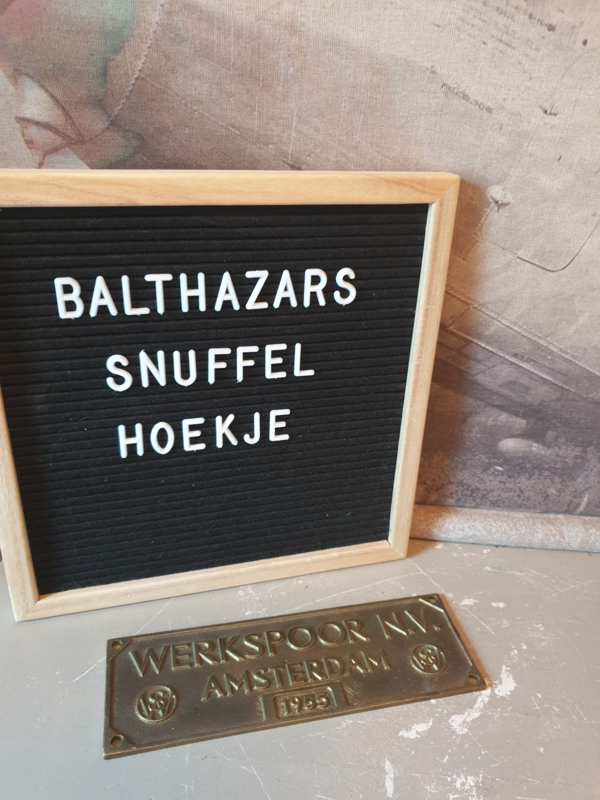 BALTHAZARS
SNUFFEL
HOEKJE
WERKSPOOR N.V.
AMSTERDAM
1955